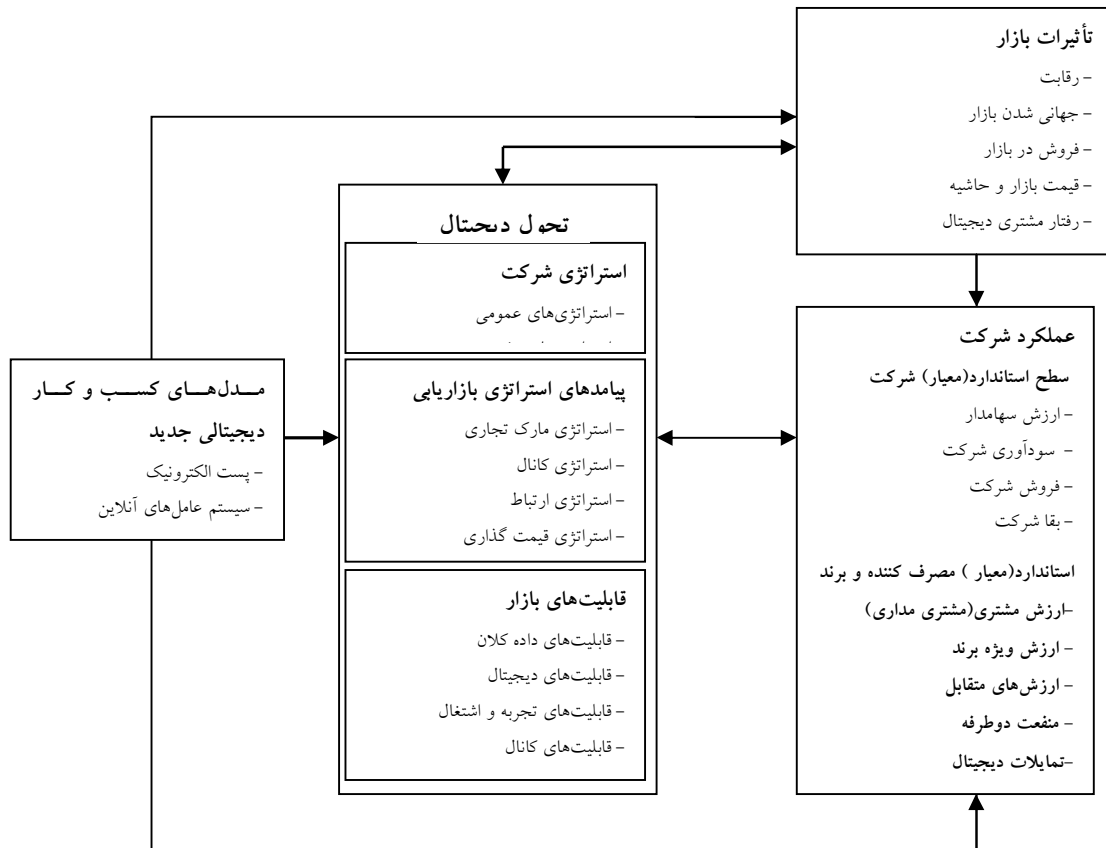 تأثیرات بازار
- رقابت
- جهانی شدن بازار
- فروش در بازار
- قیمت بازار و حاشیه
- رفتار مشتری دیجیتال
تحول دیجیتال
استراتژی شرکت
- استراتژی‌های عمومی
پیامدهای استراتژی بازاریابی
- استراتژی مارک تجاری
- استراتژی کانال
- استراتژی ارتباط
- استراتژی قیمت گذاری
قابلیت‌های بازار
- قابلیت‌های داده کلان
- قابلیت‌های دیجیتال
- قابلیت‌های تجربه و اشتغال
- قابلیت‌های کانال
عملکرد شرکت
سطح استاندارد(معیار) شرکت
- ارزش سهامدار
- سودآوری شرکت
- فروش شرکت
- بقا شرکت
استاندارد(معیار ) مصرف کننده و برند
-ارزش مشتری(مشتری مداری)
- ارزش ویژه برند
- ارزش‌های متقابل
- منفعت دوطرفه
-تمایلات دیجیتال
مدل‌های کسب و کار
دیجیتالی جدید
- پست الکترونیک
- سیستم عامل‌های آنلاین